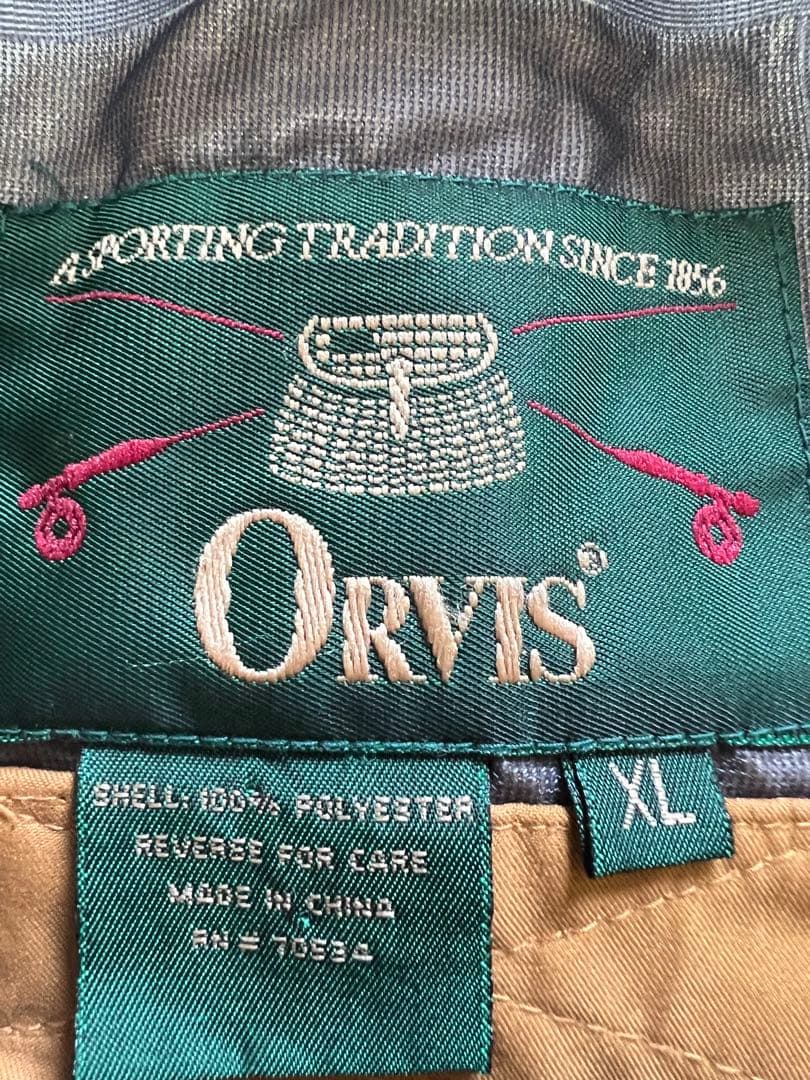 A SPORTING TRADITION SINCE 1856
ORVIS®
XL
SHELL: 100% POLYESTER
REVERSE FOR CARE
MADE IN CHINA
RN # 70534